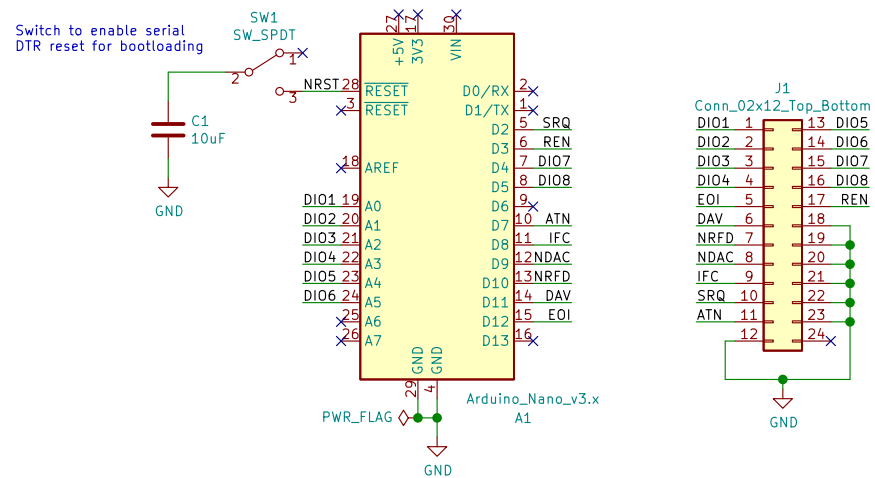 Switch to enable serial
DTR reset for bootloading
SW1
SW_SPDT
1
2
3
C1
10uF
GND
27
17
30
+5V
3V3
VIN
NRST 28 RESET
3 RESET
18 AREF
DIO1 19 A0
DIO2 20 A1
DIO3 21 A2
DIO4 22 A3
DIO5 23 A4
DIO6 24 A5
25 A6
26 A7
D0/RX 2
D1/TX 1
D2 5 SRQ
D3 6 REN
D4 7 DIO7
D5 8 DIO8
D6 9
D7 10 ATN
D8 11 IFC
D9 12 NDAC
D10 13 NRFD
D11 14 DAV
D12 15 EOI
D13 16
GND
GND
29
4
Arduino_Nano_v3.x
A1
PWR_FLAG
GND
J1
Conn_02x12_Top_Bottom
DIO1 1 13 DIO5
DIO2 2 14 DIO6
DIO3 3 15 DIO7
DIO4 4 16 DIO8
EOI 5 17 REN
DAV 6 18
NRFD 7 19
NDAC 8 20
IFC 9 21
SRQ 10 22
ATN 11 23
12 24
GND